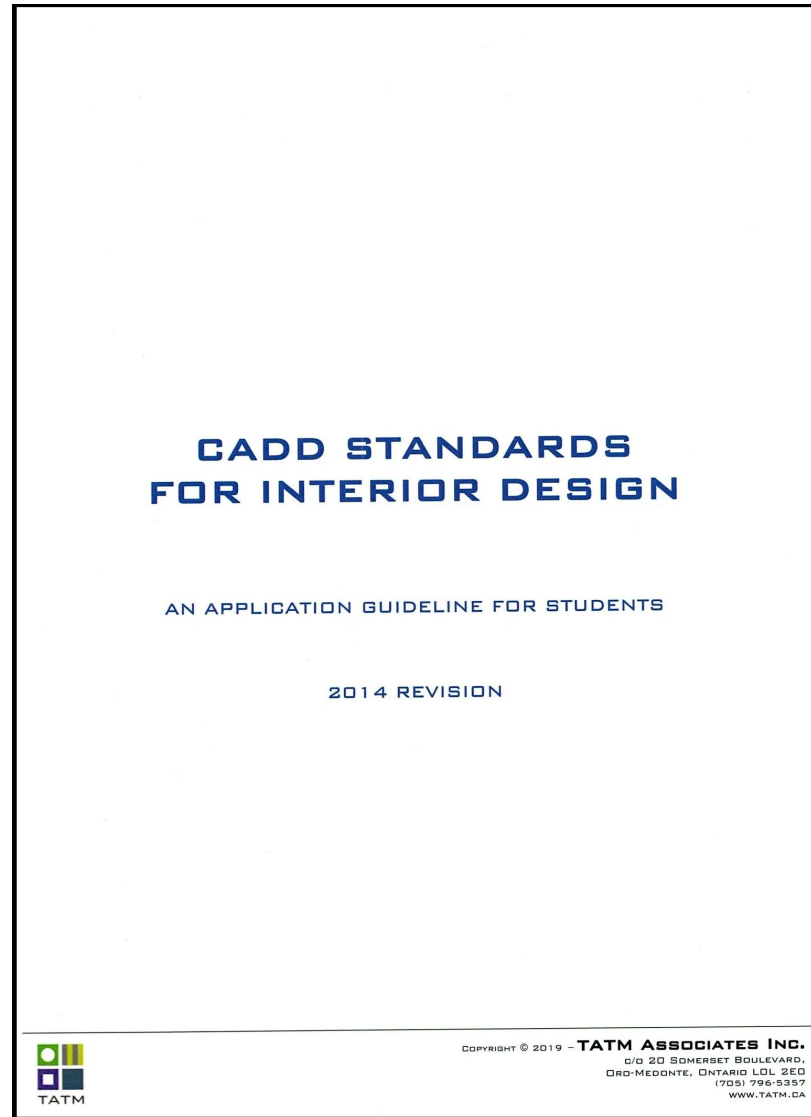 CADD STANDARDS
FOR INTERIOR DESIGN
AN APPLICATION GUIDELINE FOR STUDENTS
2014 REVISION
TATM
COPYRIGHT © 2019 – TATM ASSOCIATES INC.
C/O 20 SOMERSET BOULEVARD,
ORO-MEDONTE, ONTARIO L0L 2E0
(705) 796-5357
WWW.TATM.CA